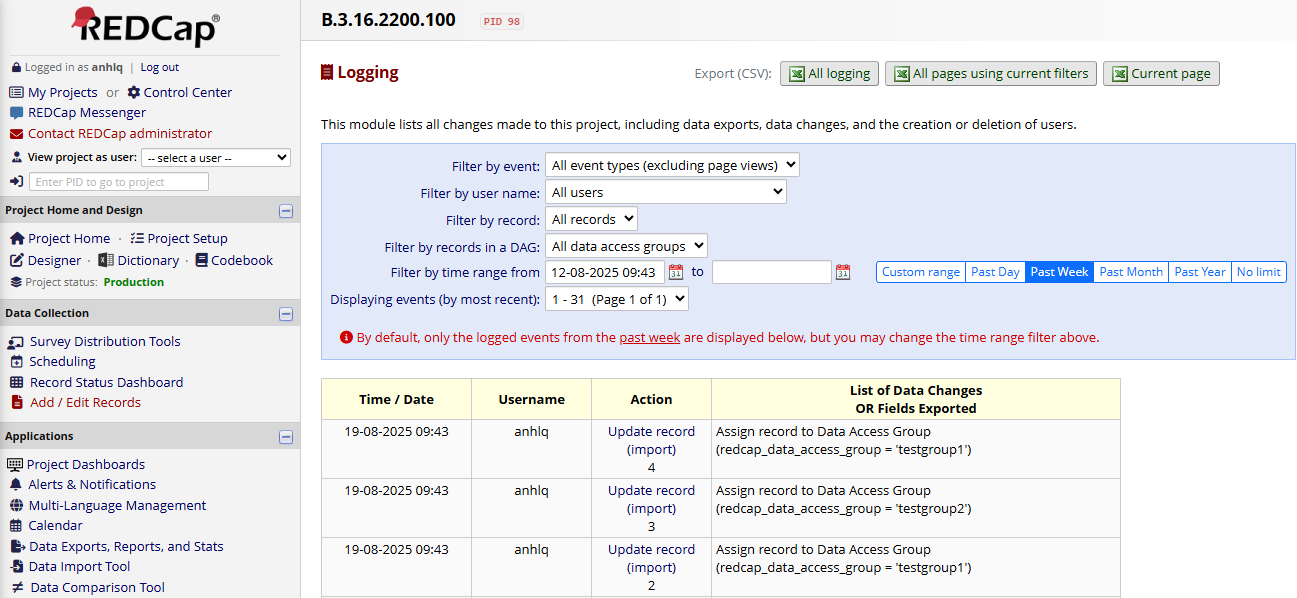 REDCap®
Logged in as anhlq | Log out
My Projects or Control Center
REDCap Messenger
Contact REDCap administrator
View project as user: -- select a user --
Enter PID to go to project
Project Home and Design
Project Home · Project Setup
Designer · Dictionary · Codebook
Project status: Production
Data Collection
Survey Distribution Tools
Scheduling
Record Status Dashboard
Add / Edit Records
Applications
Project Dashboards
Alerts & Notifications
Multi-Language Management
Calendar
Data Exports, Reports, and Stats
Data Import Tool
Data Comparison Tool
B.3.16.2200.100 PID 98
Logging
Export (CSV): All logging All pages using current filters Current page
This module lists all changes made to this project, including data exports, data changes, and the creation or deletion of users.
Filter by event: All event types (excluding page views)
Filter by user name: All users
Filter by record: All records
Filter by records in a DAG: All data access groups
Filter by time range from 12-08-2025 09:43 31 to 31 Custom range Past Day Past Week Past Month Past Year No limit
Displaying events (by most recent): 1 - 31 (Page 1 of 1)
By default, only the logged events from the past week are displayed below, but you may change the time range filter above.
Time / Date Username Action List of Data Changes
OR Fields Exported
19-08-2025 09:43 anhlq Update record Assign record to Data Access Group
(import) (redcap_data_access_group = 'testgroup1')
4
19-08-2025 09:43 anhlq Update record Assign record to Data Access Group
(import) (redcap_data_access_group = 'testgroup2')
3
19-08-2025 09:43 anhlq Update record Assign record to Data Access Group
(import) (redcap_data_access_group = 'testgroup1')
2